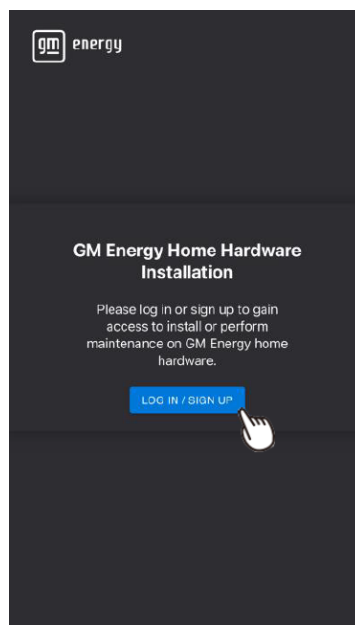 gm energy
GM Energy Home Hardware
Installation
Please log in or sign up to gain
access to install or perform
maintenance on GM Energy home
hardware.
LOG IN / SIGN UP